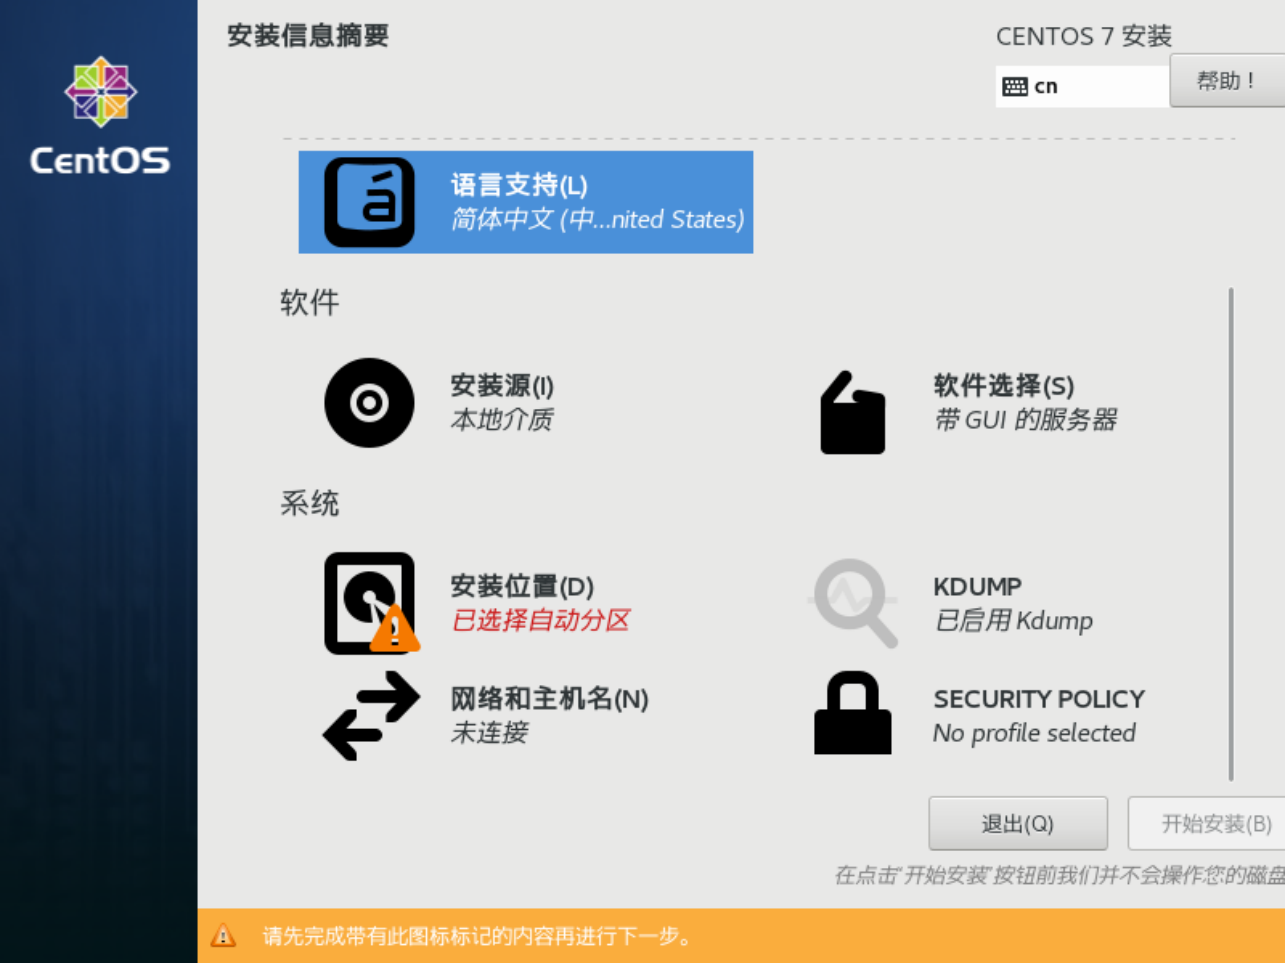 安装信息摘要
CENTOS 7 安装
cn
帮助！
CentOS
语言支持(L)
简体中文 (中...nited States)
软件
安装源(I)
本地介质
软件选择(S)
带 GUI 的服务器
系统
安装位置(D)
已选择自动分区
KDUMP
已启用 Kdump
网络和主机名(N)
未连接
SECURITY POLICY
No profile selected
退出(Q)
开始安装(B)
在点击“开始安装”按钮前我们并不会操作您的磁盘
请先完成带有此图标标记的内容再进行下一步。